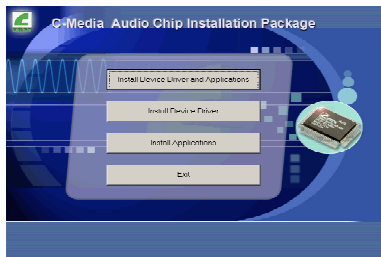 C-Media Audio Chip Installation Package
Install Device Driver and Applications
Install Device Driver
Install Applications
Exit